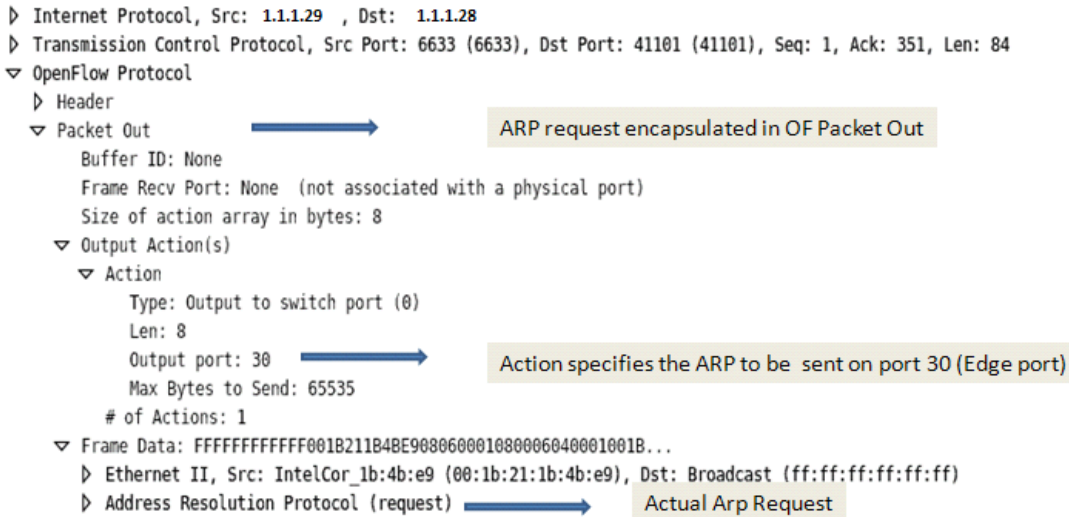 Internet Protocol, Src: 1.1.1.29 , Dst: 1.1.1.28
Transmission Control Protocol, Src Port: 6633 (6633), Dst Port: 41101 (41101), Seq: 1, Ack: 351, Len: 84
OpenFlow Protocol
Header
Packet Out ARP request encapsulated in OF Packet Out
Buffer ID: None
Frame Recv Port: None (not associated with a physical port)
Size of action array in bytes: 8
Output Action(s)
Action
Type: Output to switch port (0)
Len: 8
Output port: 30 Action specifies the ARP to be sent on port 30 (Edge port)
Max Bytes to Send: 65535
# of Actions: 1
Frame Data: FFFFFFFFFFFF001B211B4BE908060001080006040001001B...
Ethernet II, Src: IntelCor_1b:4b:e9 (00:1b:21:1b:4b:e9), Dst: Broadcast (ff:ff:ff:ff:ff:ff)
Address Resolution Protocol (request) Actual Arp Request